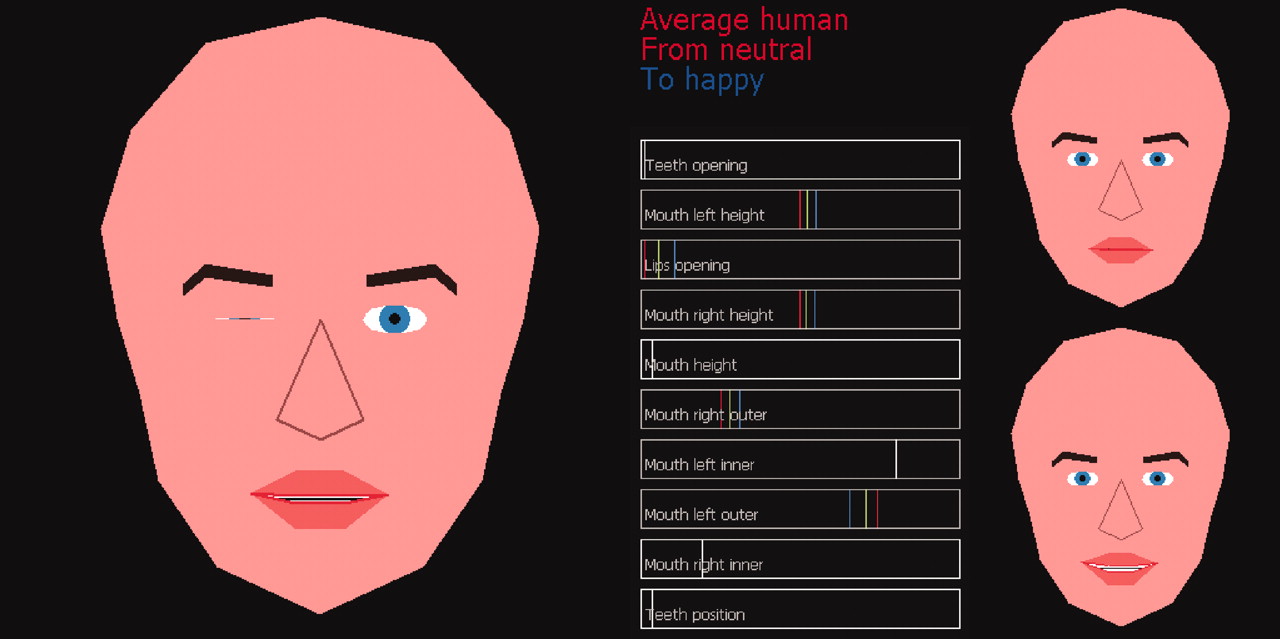 Average human
From neutral
To happy
Teeth opening
Mouth left height
Lips opening
Mouth right height
Mouth height
Mouth right outer
Mouth left inner
Mouth left outer
Mouth right inner
Teeth position